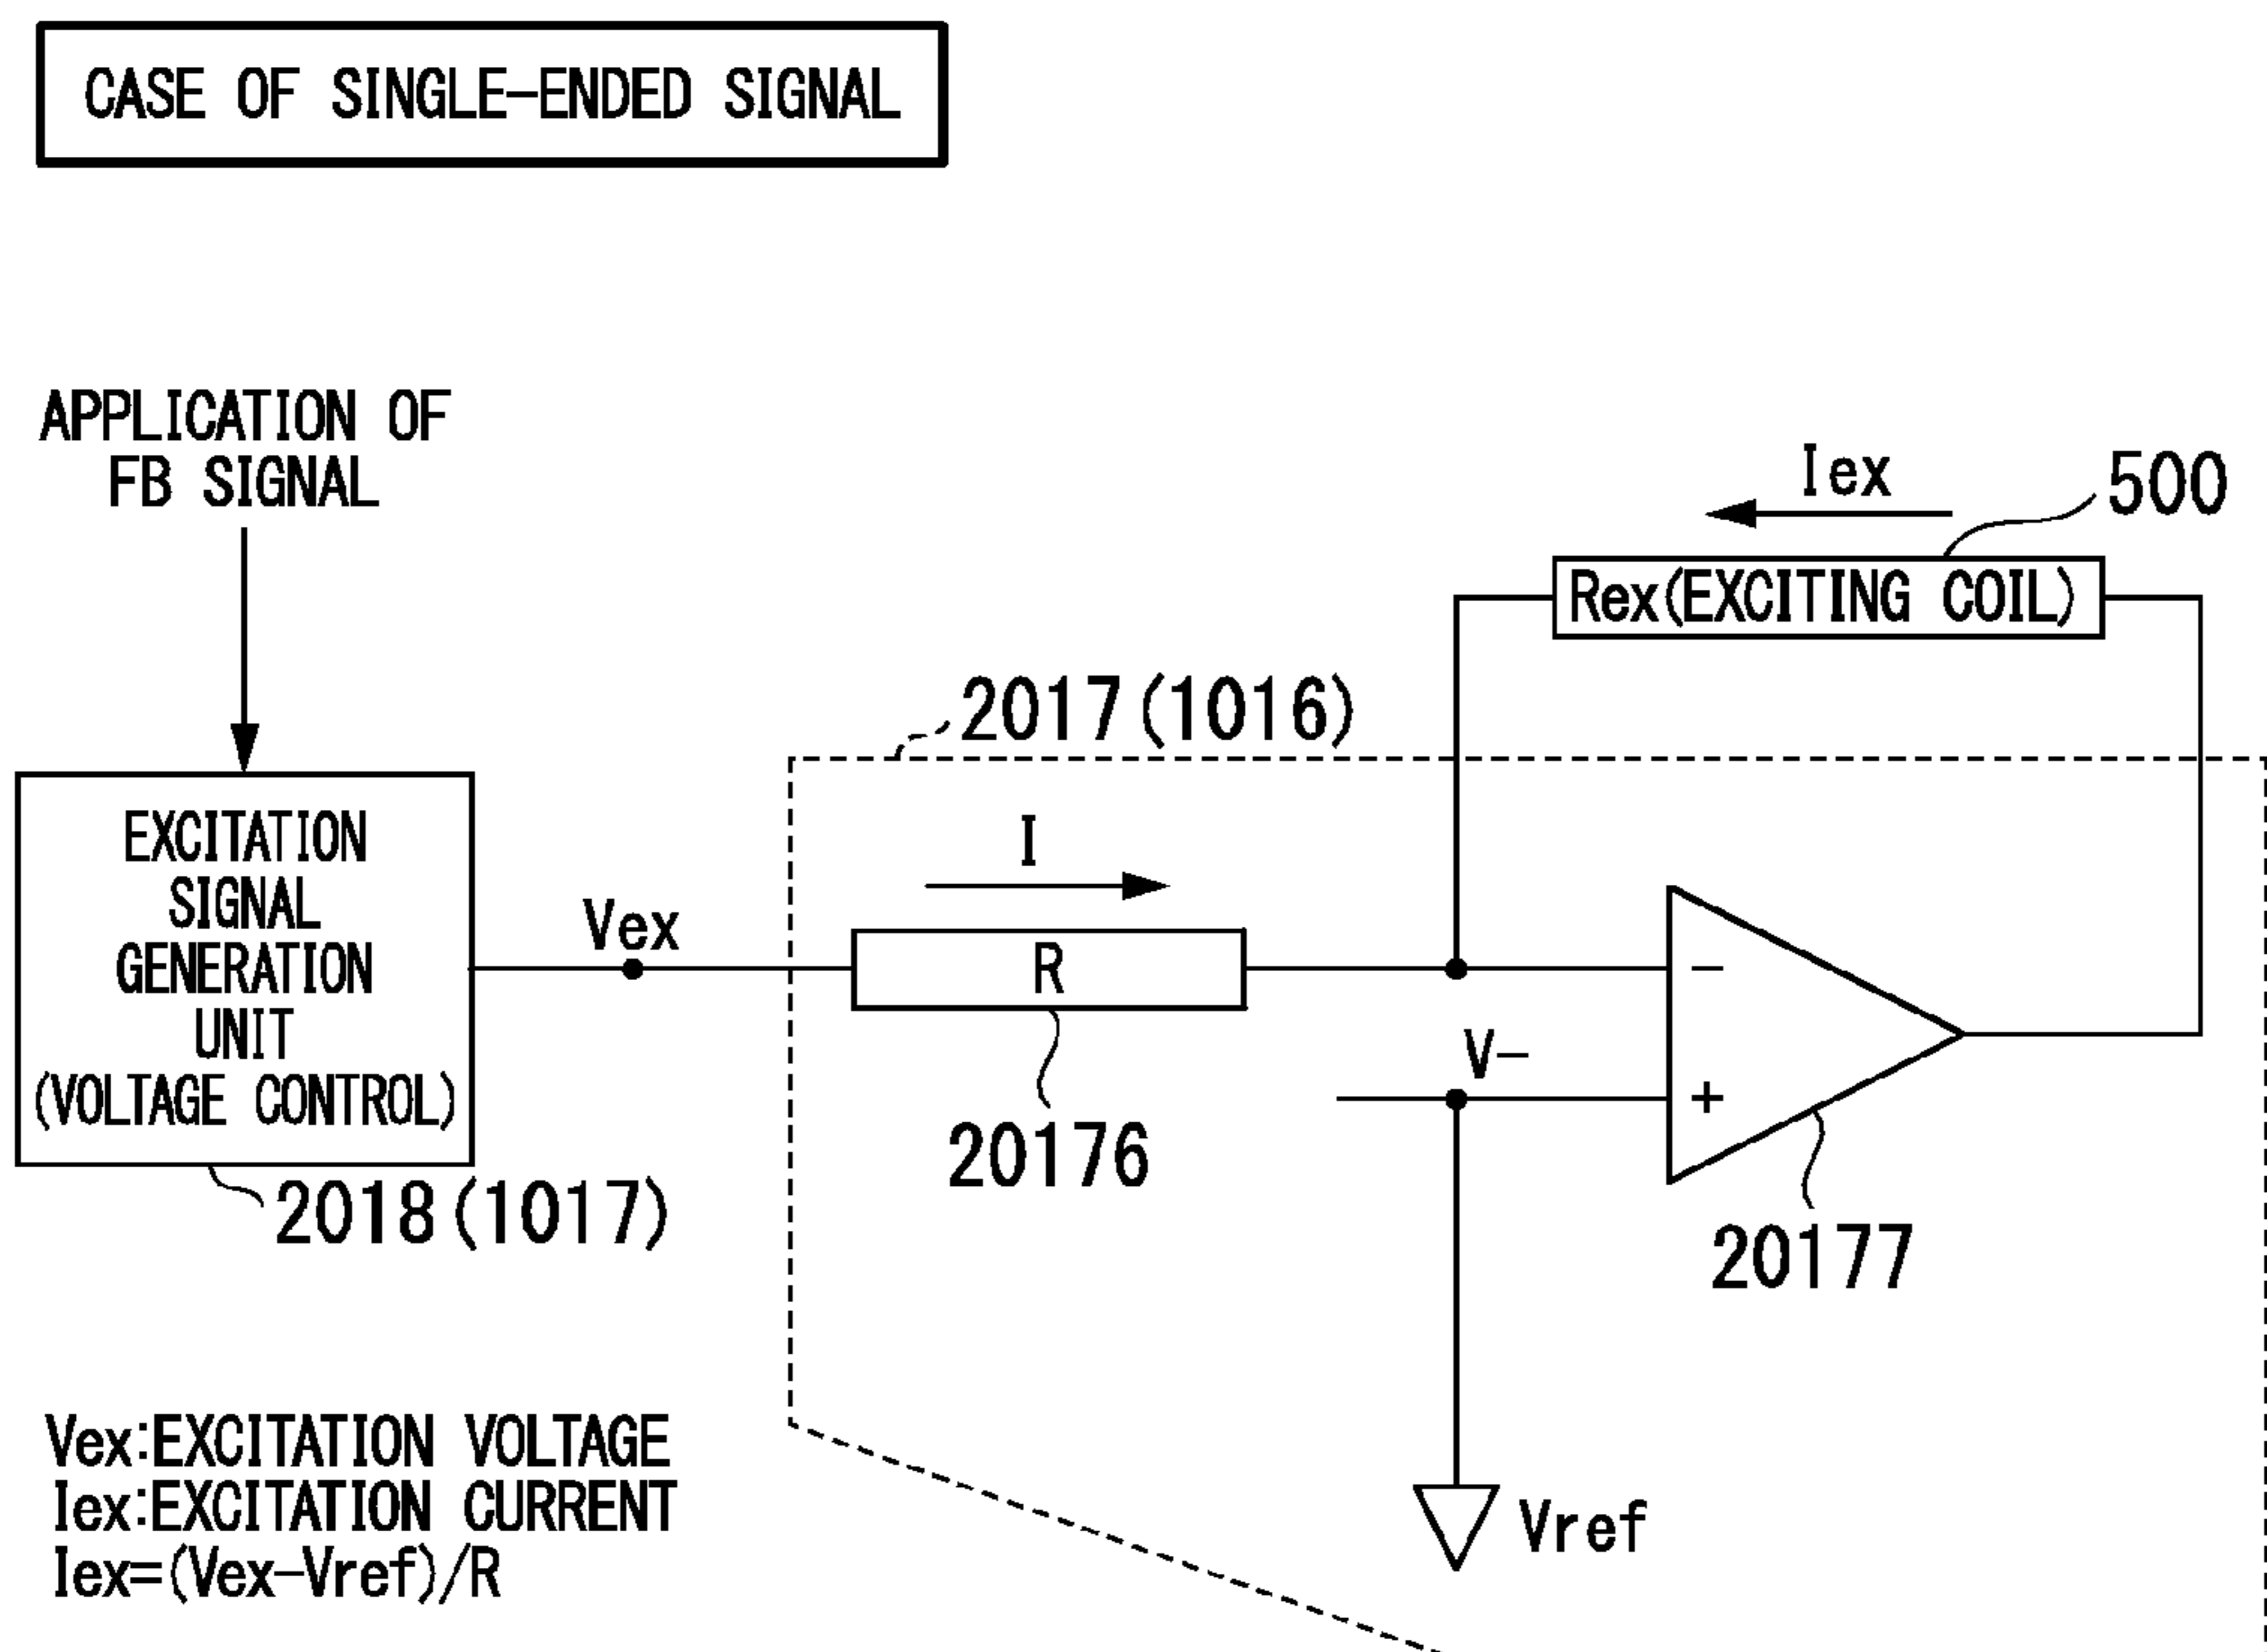 CASE OF SINGLE-ENDED SIGNAL
APPLICATION OF
FB SIGNAL
Iex
500
Rex(EXCITING COIL)
2017(1016)
I
EXCITATION
SIGNAL
GENERATION
UNIT
(VOLTAGE CONTROL)
Vex
R
−
V−
+
20176
2018(1017)
20177
Vex:EXCITATION VOLTAGE
Iex:EXCITATION CURRENT
Iex=(Vex−Vref)/R
Vref